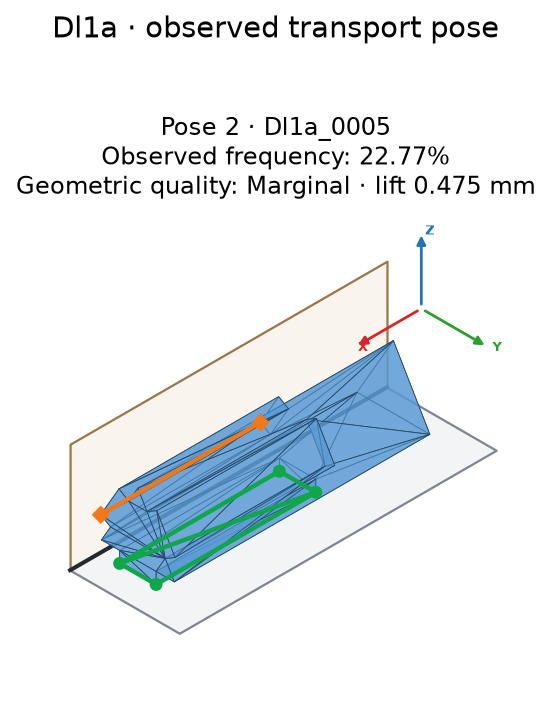 Dl1a · observed transport pose
Pose 2 · Dl1a_0005
Observed frequency: 22.77%
Geometric quality: Marginal · lift 0.475 mm
Z
X
Y